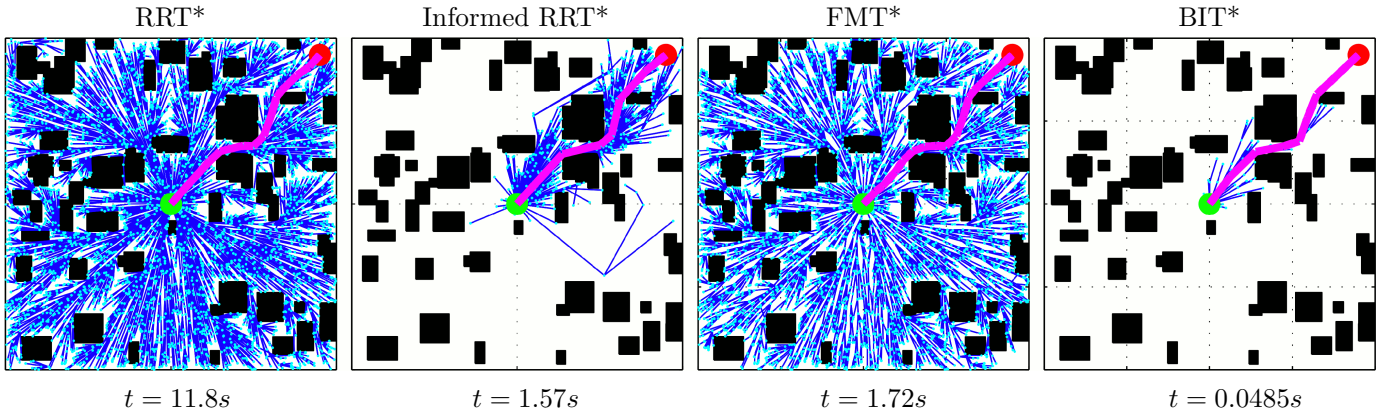 RRT* Informed RRT* FMT* BIT*
t = 11.8s t = 1.57s t = 1.72s t = 0.0485s